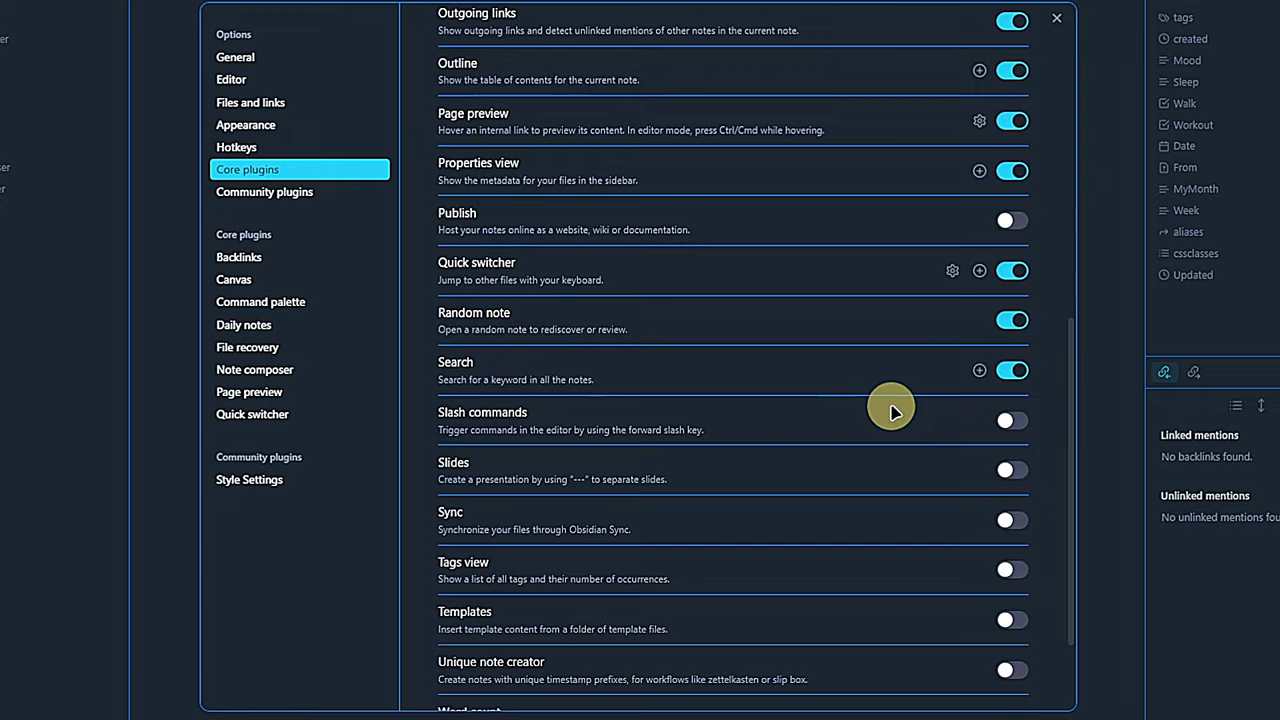 Options
General
Editor
Files and links
Appearance
Hotkeys
Core plugins
Community plugins
Core plugins
Backlinks
Canvas
Command palette
Daily notes
File recovery
Note composer
Page preview
Quick switcher
Community plugins
Style Settings
Outgoing links
Show outgoing links and detect unlinked mentions of other notes in the current note.
Outline
Show the table of contents for the current note.
Page preview
Hover an internal link to preview its content. In editor mode, press Ctrl/Cmd while hovering.
Properties view
Show the metadata for your files in the sidebar.
Publish
Host your notes online as a website, wiki or documentation.
Quick switcher
Jump to other files with your keyboard.
Random note
Open a random note to rediscover or review.
Search
Search for a keyword in all the notes.
Slash commands
Trigger commands in the editor by using the forward slash key.
Slides
Create a presentation by using "---" to separate slides.
Sync
Synchronize your files through Obsidian Sync.
Tags view
Show a list of all tags and their number of occurrences.
Templates
Insert template content from a folder of template files.
Unique note creator
Create notes with unique timestamp prefixes, for workflows like zettelkasten or slip box.
tags
created
Mood
Sleep
Walk
Workout
Date
From
MyMonth
Week
aliases
cssclasses
Updated
Linked mentions
No backlinks found.
Unlinked mentions
No unlinked mentions fou